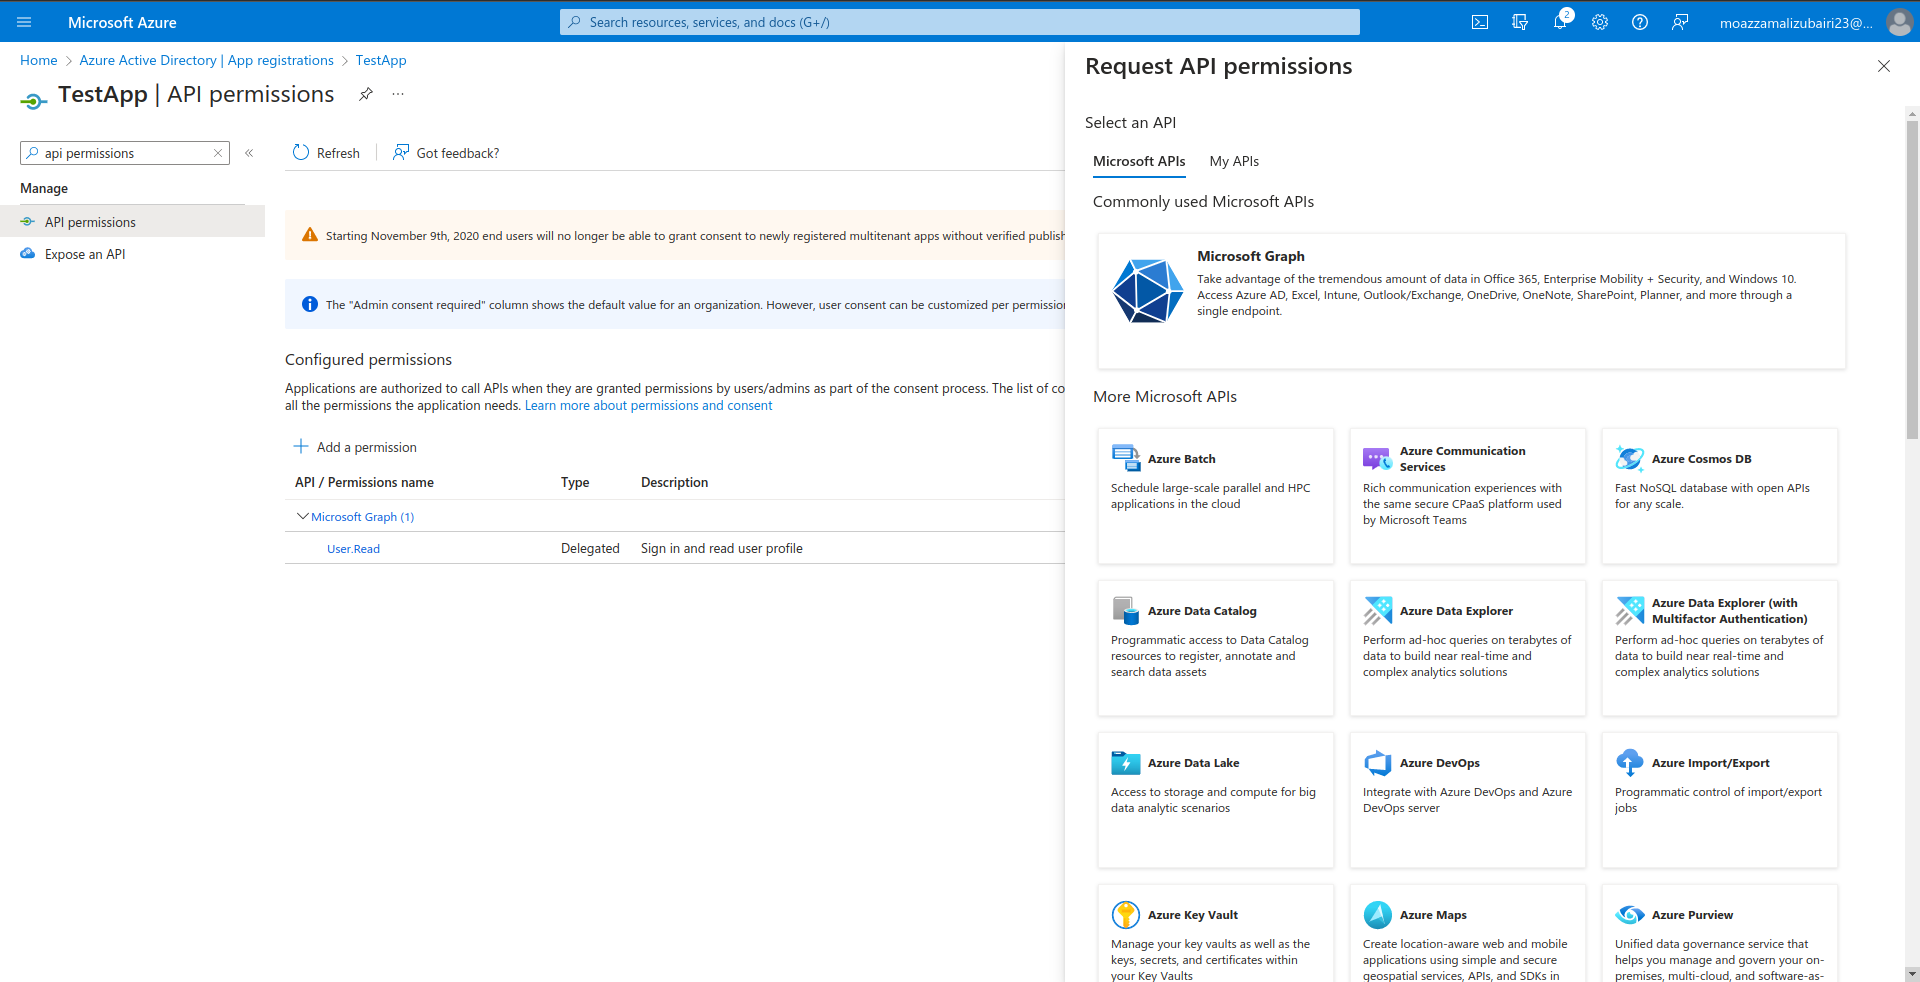 Microsoft Azure
Search resources, services, and docs (G+/)
2
moazzamalizubairi23@...
Home > Azure Active Directory | App registrations > TestApp
TestApp | API permissions
...
api permissions
«
Manage
API permissions
Expose an API
Refresh
Got feedback?
Starting November 9th, 2020 end users will no longer be able to grant consent to newly registered multitenant apps without verified publish
The "Admin consent required" column shows the default value for an organization. However, user consent can be customized per permissio
Configured permissions
Applications are authorized to call APIs when they are granted permissions by users/admins as part of the consent process. The list of co
all the permissions the application needs. Learn more about permissions and consent
Add a permission
API / Permissions name Type Description
Microsoft Graph (1)
User.Read Delegated Sign in and read user profile
Request API permissions
Select an API
Microsoft APIs My APIs
Commonly used Microsoft APIs
Microsoft Graph
Take advantage of the tremendous amount of data in Office 365, Enterprise Mobility + Security, and Windows 10.
Access Azure AD, Excel, Intune, Outlook/Exchange, OneDrive, OneNote, SharePoint, Planner, and more through a
single endpoint.
More Microsoft APIs
Azure Batch
Schedule large-scale parallel and HPC
applications in the cloud
Azure Communication
Services
Rich communication experiences with
the same secure CPaaS platform used
by Microsoft Teams
Azure Cosmos DB
Fast NoSQL database with open APIs
for any scale.
Azure Data Catalog
Programmatic access to Data Catalog
resources to register, annotate and
search data assets
Azure Data Explorer
Perform ad-hoc queries on terabytes of
data to build near real-time and
complex analytics solutions
Azure Data Explorer (with
Multifactor Authentication)
Perform ad-hoc queries on terabytes of
data to build near real-time and
complex analytics solutions
Azure Data Lake
Access to storage and compute for big
data analytic scenarios
Azure DevOps
Integrate with Azure DevOps and Azure
DevOps server
Azure Import/Export
Programmatic control of import/export
jobs
Azure Key Vault
Manage your key vaults as well as the
keys, secrets, and certificates within
your Key Vaults
Azure Maps
Create location-aware web and mobile
applications using simple and secure
geospatial services, APIs, and SDKs in
Azure Purview
Unified data governance service that
helps you manage and govern your on-
premises, multi-cloud, and software-as-